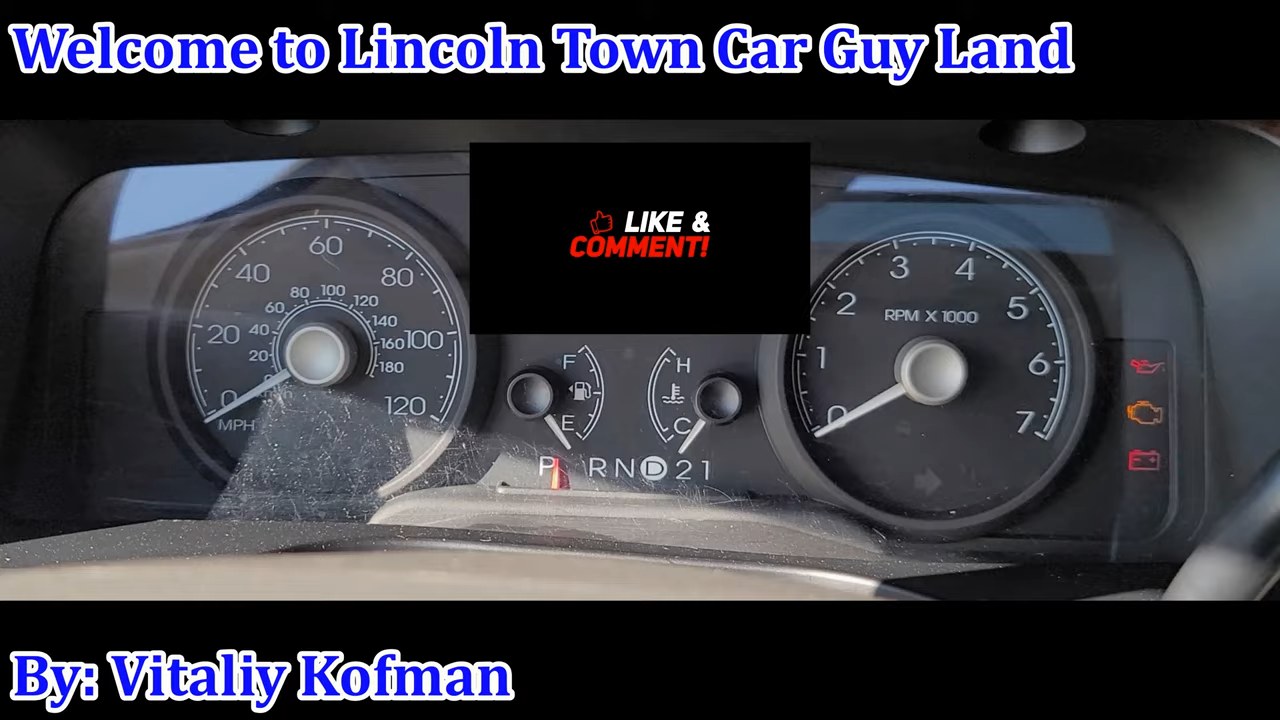 Welcome to Lincoln Town Car Guy Land
LIKE &
COMMENT!
0
20
40
60
80
100
120
MPH
20
40
60
80
100
120
140
160
180
F
E
H
C
P R N D 2 1
0
1
2
3
4
5
6
7
RPM X 1000
By: Vitaliy Kofman